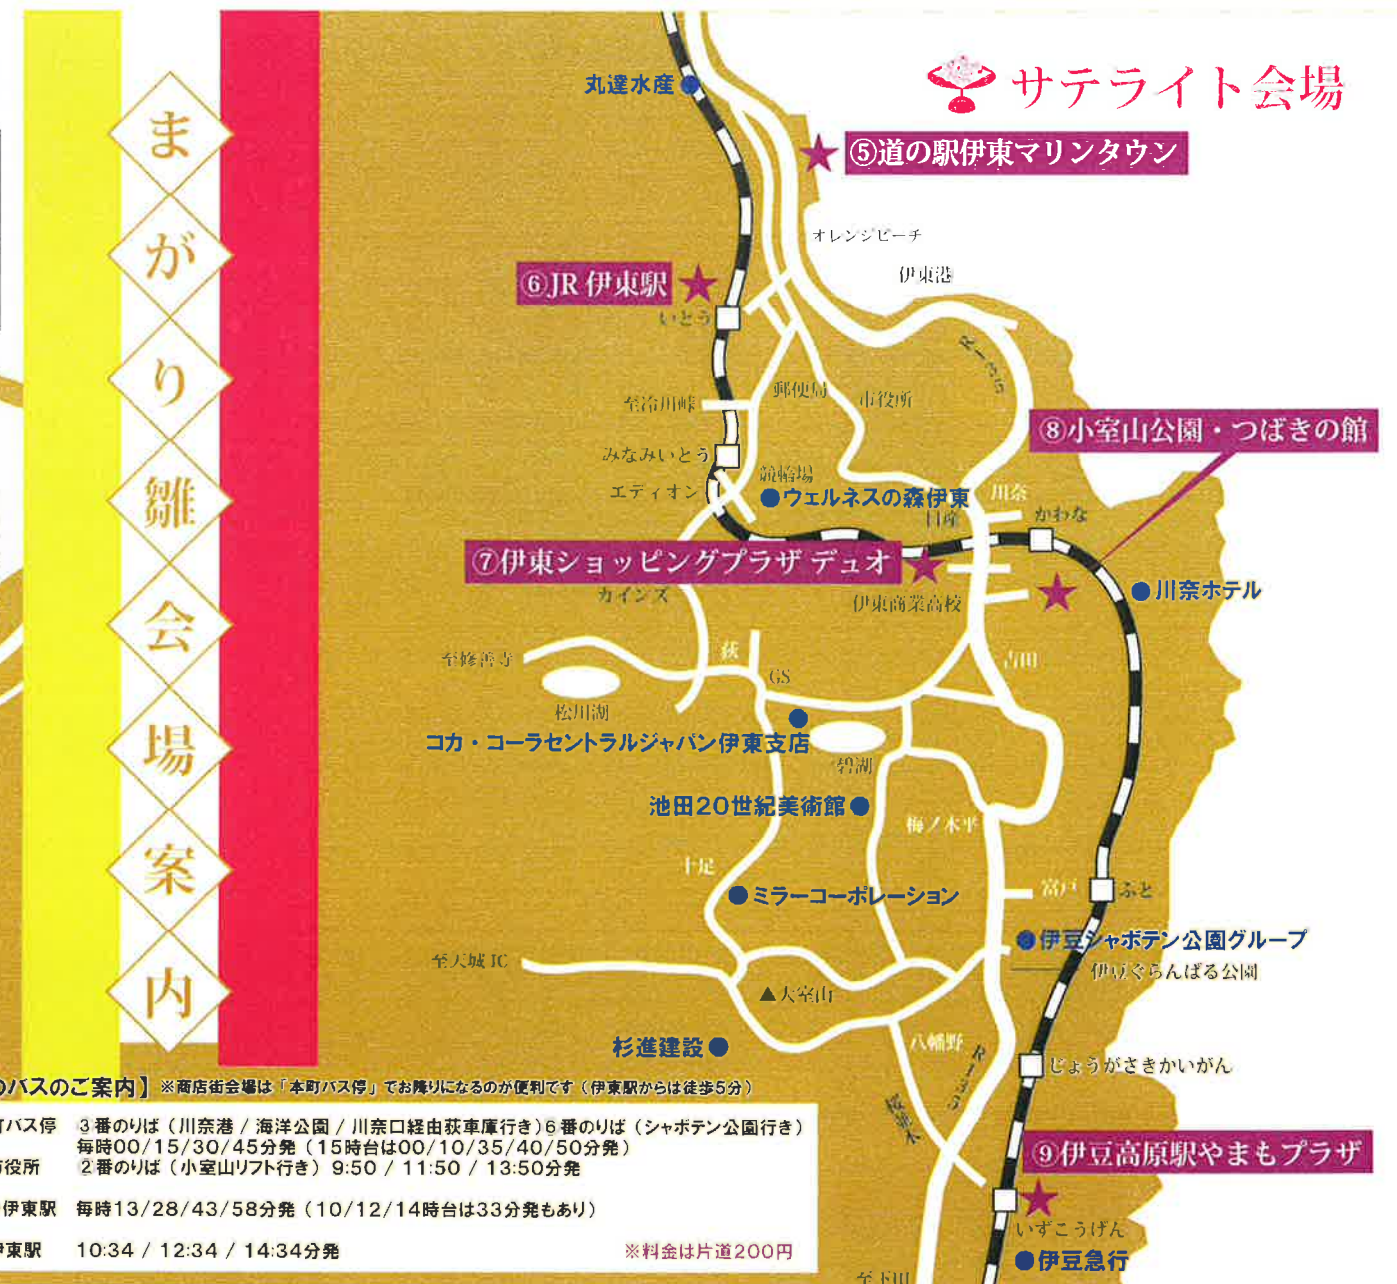 まがり雛会場案内
サテライト会場
丸達水産
⑤道の駅伊東マリンタウン
オレンジビーチ
伊東港
⑥JR 伊東駅
いとう
R135
至冷川峠
郵便局
市役所
⑧小室山公園・つばきの館
みなみいとう
競輪場
エディオン
ウェルネスの森伊東
川奈
日産
かわな
⑦伊東ショッピングプラザ デュオ
カインズ
伊東商業高校
川奈ホテル
至修善寺
荻
吉田
GS
松川湖
コカ・コーラセントラルジャパン伊東支店
碧湖
池田20世紀美術館
梅ノ木平
十足
ミラーコーポレーション
富戸
ふと
伊豆シャボテン公園グループ
至天城 IC
伊豆ぐらんぱる公園
▲大室山
杉進建設
八幡野
R135
じょうがさきかいがん
桜並木
⑨伊豆高原駅やまもプラザ
いずこうげん
伊豆急行
至下田
のバスのご案内】※商店街会場は「本町バス停」でお降りになるのが便利です(伊東駅からは徒歩5分)
町バス停 ③番のりば(川奈港/海洋公園/川奈口経由荻車庫行き)⑥番のりば(シャボテン公園行き)
毎時00/15/30/45分発(15時台は00/10/35/40/50分発)
市役所 ②番のりば(小室山リフト行き) 9:50 / 11:50 / 13:50分発
伊東駅 毎時13/28/43/58分発(10/12/14時台は33分発もあり)
伊東駅 10:34 / 12:34 / 14:34分発 ※料金は片道200円